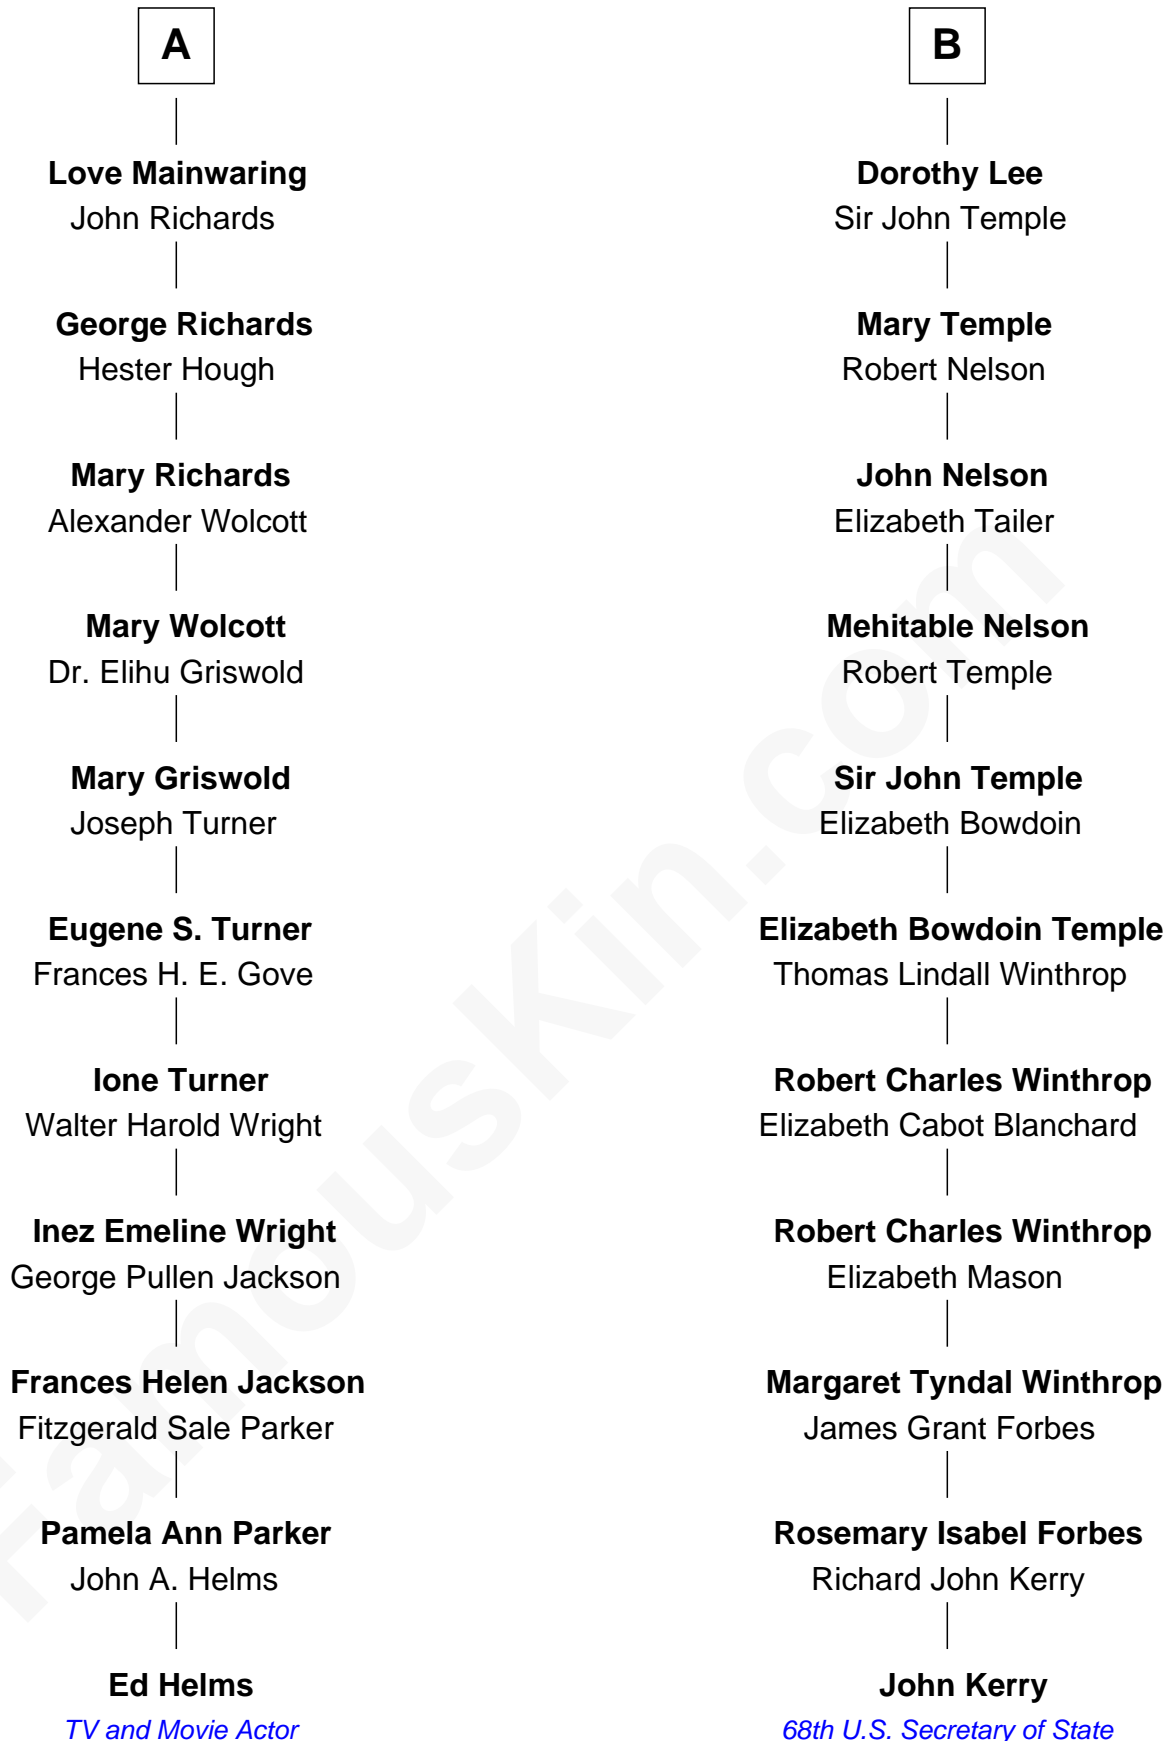 A
Love Mainwaring
John Richards
George Richards
Hester Hough
Mary Richards
Alexander Wolcott
Mary Wolcott
Dr. Elihu Griswold
Mary Griswold
Joseph Turner
Eugene S. Turner
Frances H. E. Gove
Ione Turner
Walter Harold Wright
Inez Emeline Wright
George Pullen Jackson
Frances Helen Jackson
Fitzgerald Sale Parker
Pamela Ann Parker
John A. Helms
Ed Helms
TV and Movie Actor
B
Dorothy Lee
Sir John Temple
Mary Temple
Robert Nelson
John Nelson
Elizabeth Tailer
Mehitable Nelson
Robert Temple
Sir John Temple
Elizabeth Bowdoin
Elizabeth Bowdoin Temple
Thomas Lindall Winthrop
Robert Charles Winthrop
Elizabeth Cabot Blanchard
Robert Charles Winthrop
Elizabeth Mason
Margaret Tyndal Winthrop
James Grant Forbes
Rosemary Isabel Forbes
Richard John Kerry
John Kerry
68th U.S. Secretary of State
FamousKin.com